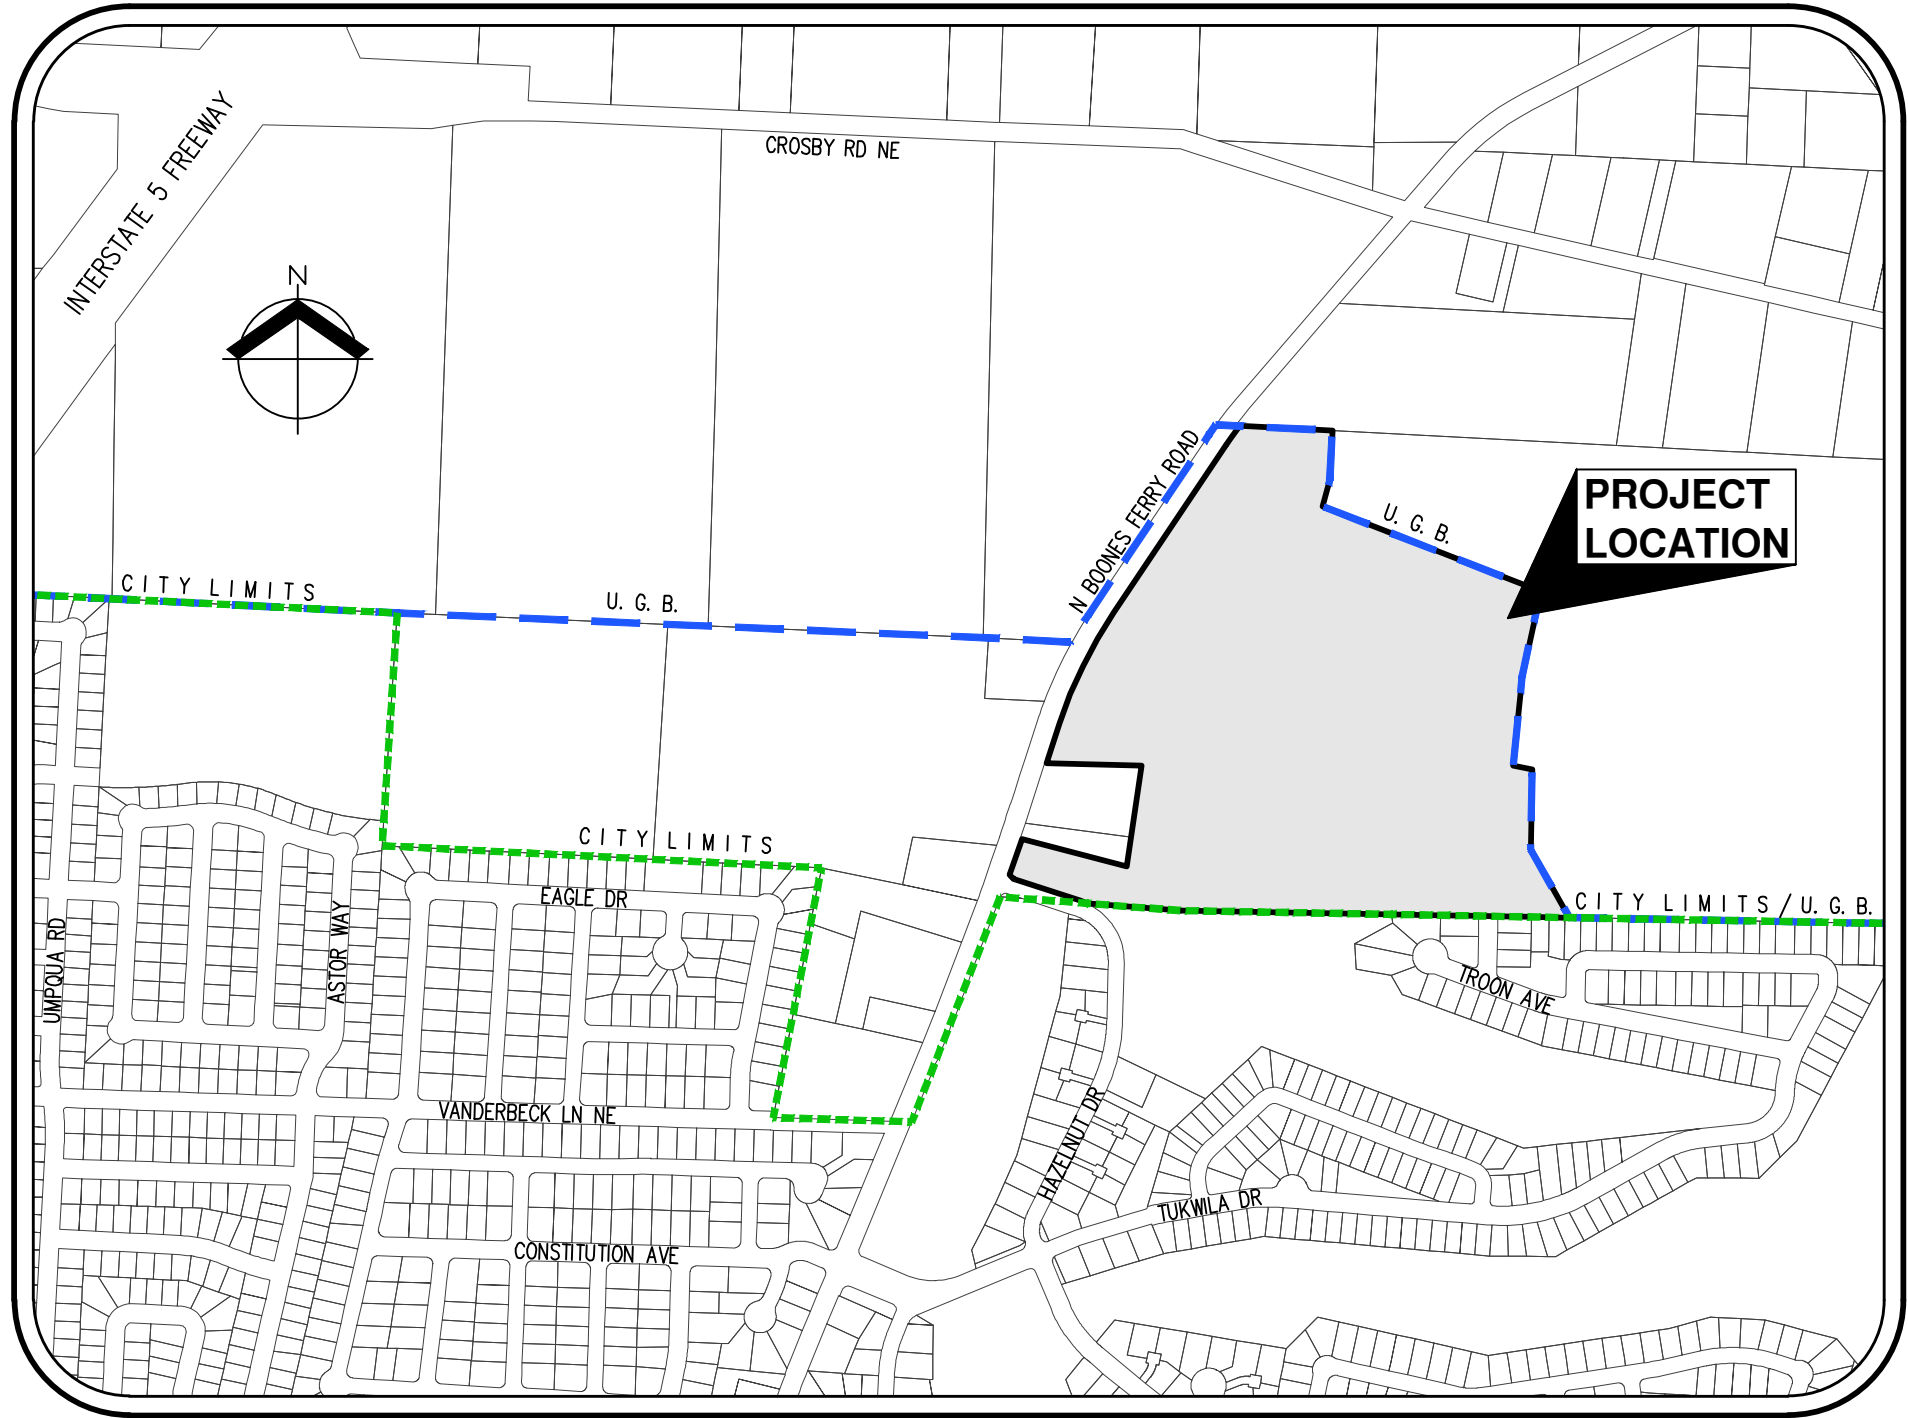 INTERSTATE 5 FREEWAY
CROSBY RD NE
N
N BOONES FERRY ROAD
U. G. B.
PROJECT
LOCATION
CITY LIMITS
U. G. B.
CITY LIMITS
CITY LIMITS/U. G. B.
EAGLE DR
UMPQUA RD
ASTOR WAY
TROON AVE
VANDERBECK LN NE
HAZELNUT DR
TUKWILA DR
CONSTITUTION AVE